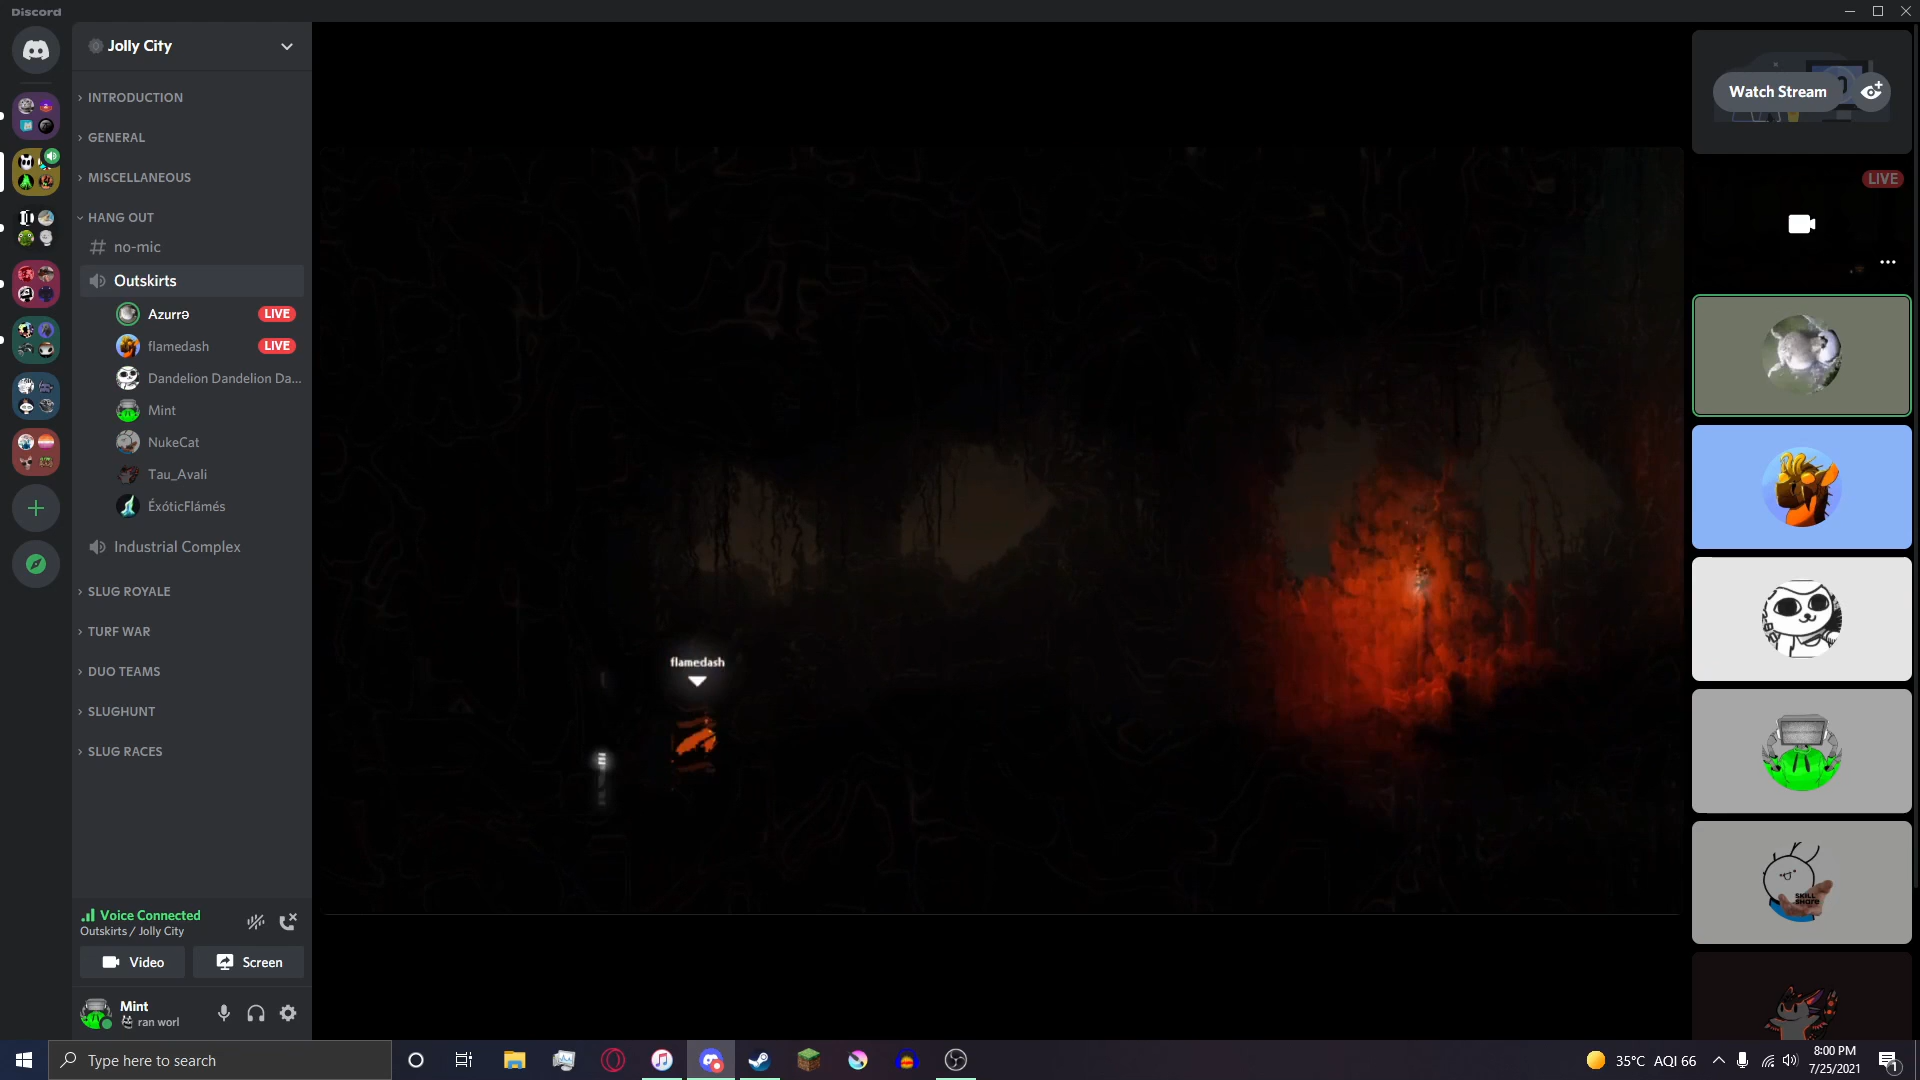 Discord
Jolly City
INTRODUCTION
GENERAL
MISCELLANEOUS
HANG OUT
no-mic
Outskirts
Azurrə LIVE
flamedash LIVE
Dandelion Dandelion Da...
Mint
NukeCat
Tau_Avali
ÉxóticFlámés
Industrial Complex
SLUG ROYALE
TURF WAR
DUO TEAMS
SLUGHUNT
SLUG RACES
Voice Connected
Outskirts / Jolly City
Video Screen
Mint
ran worl
flamedash
Watch Stream
LIVE
SKILL
SHARE
Type here to search
35°C AQI 66
8:00 PM
7/25/2021
1